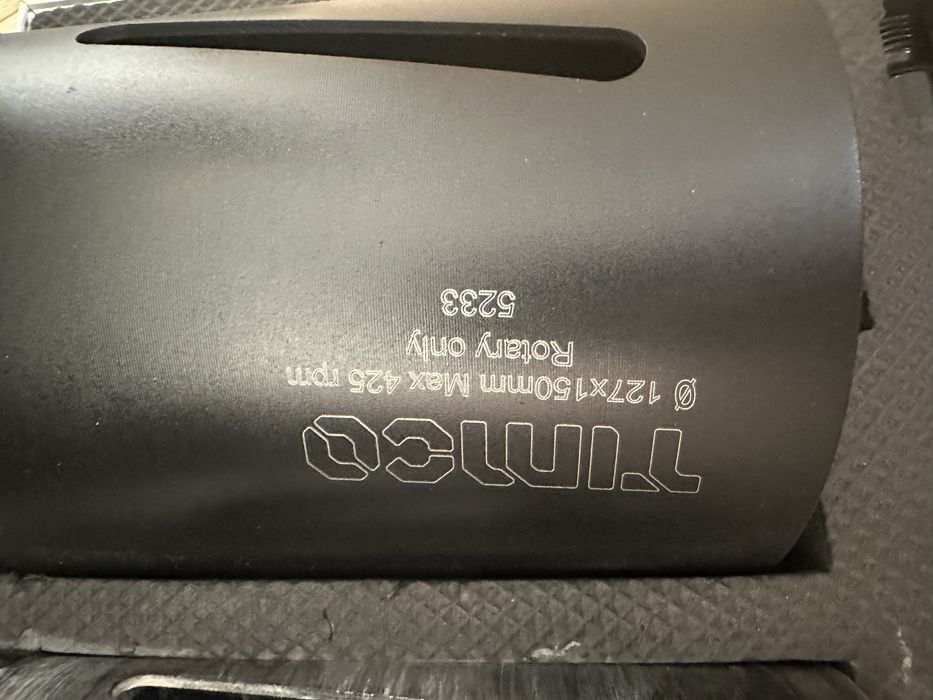 TIMCO
Ø 127x150mm Max 425 rpm
Rotary only
5233